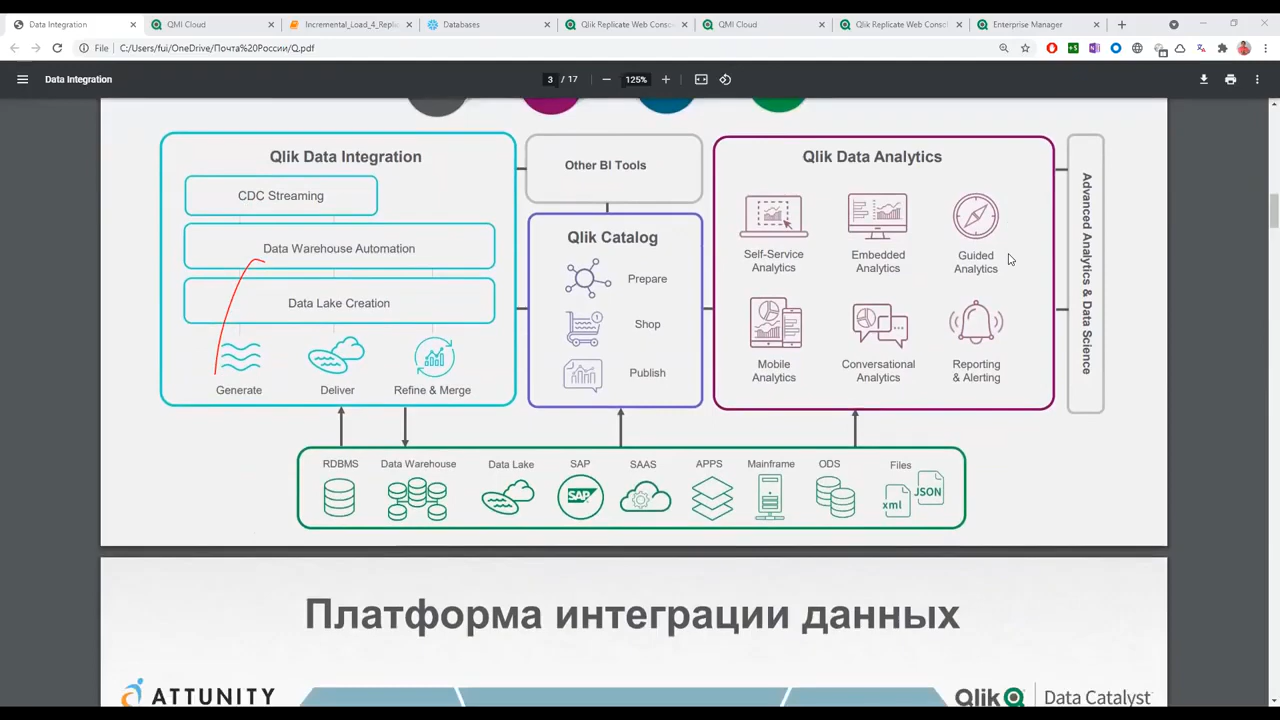 Data Integration
QMI Cloud
Incremental_Load_4_Repli
Databases
Qlik Replicate Web Consc
QMI Cloud
Qlik Replicate Web Consc
Enterprise Manager
File
C:/Users/fui/OneDrive/Почта%20России/Q.pdf
Data Integration
3 / 17
125%
Qlik Data Integration
CDC Streaming
Data Warehouse Automation
Data Lake Creation
Generate
Deliver
Refine & Merge
Other BI Tools
Qlik Catalog
Prepare
Shop
Publish
Qlik Data Analytics
Self-Service
Analytics
Embedded
Analytics
Guided
Analytics
Mobile
Analytics
Conversational
Analytics
Reporting
& Alerting
Advanced Analytics & Data Science
RDBMS
Data Warehouse
Data Lake
SAP
SAAS
APPS
Mainframe
ODS
Files
SAP
xml
JSON
Платформа интеграции данных
ATTUNITY
Qlik
Data Catalyst